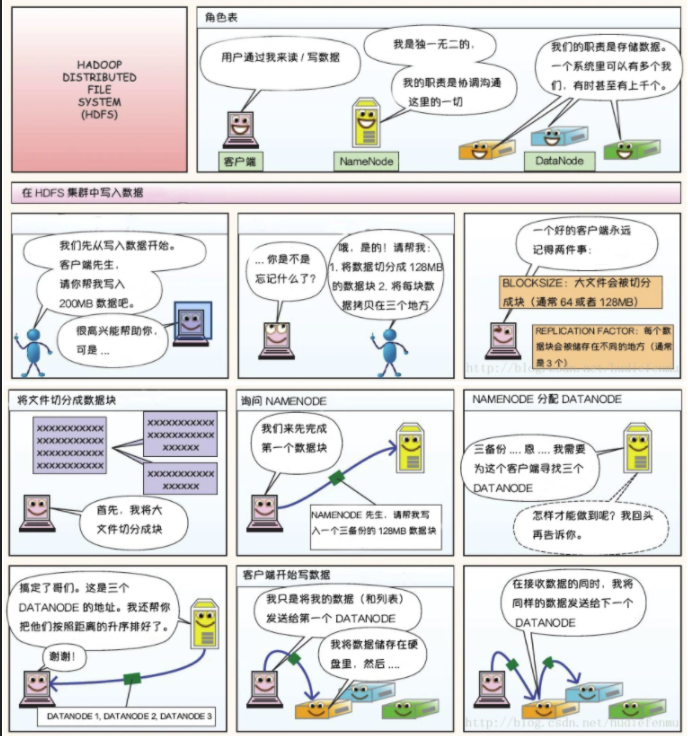 HADOOP
DISTRIBUTED
FILE
SYSTEM
(HDFS)
角色表
用户通过我来读 / 写数据
我是独一无二的，
我的职责是协调沟通
这里的一切
我们的职责是存储数据。
一个系统里可以有多个我
们，有时甚至有上千个。
客户端
NameNode
DataNode
在 HDFS 集群中写入数据
我们先从写入数据开始。
客户端先生，
请你帮我写入
200MB 数据吧。
很高兴能帮助你，
可是 ...
... 你是不是
忘记什么了？
哦，是的！请帮我：
1. 将数据切分成 128MB
的数据块 2. 将每块数
据拷贝在三个地方
一个好的客户端永远
记得两件事：
BLOCKSIZE：大文件会被切分
成块（通常 64 或者 128MB）
REPLICATION FACTOR：每个数
据块会被储存在不同的地方（通常
是 3 个）
http://blog.csdn.net/hudiefenmu
将文件切分成数据块
XXXXXXXXXXX
XXXXXXXXXXX
XXXXXXXXXXX
XXXXXXXXXXX
XXXXXXXXXXX
XXXXXXXXXXX
XXXXXX
XXXXXXXXXXX
XXXXXXXXXXX
XXXXXX
首先，我将大
文件切分成块
询问 NAMENODE
我们来先完成
第一个数据块
NAMENODE 先生，请帮我写
入一个三备份的 128MB 数据块
NAMENODE 分配 DATANODE
三备份 .... 恩 .... 我需要
为这个客户端寻找三个
DATANODE
怎样才能做到呢？我回头
再告诉你。
搞定了哥们。这是三个
DATANODE 的地址。我还帮你
把他们按照距离的升序排好了。
谢谢！
DATANODE 1, DATANODE 2, DATANODE 3
客户端开始写数据
我只是将我的数据（和列表）
发送给第一个 DATANODE
我将数据储存在硬
盘里，然后 ....
在接收数据的同时，我将
同样的数据发送给下一个
DATANODE
http://blog.csdn.net/hudiefenmu